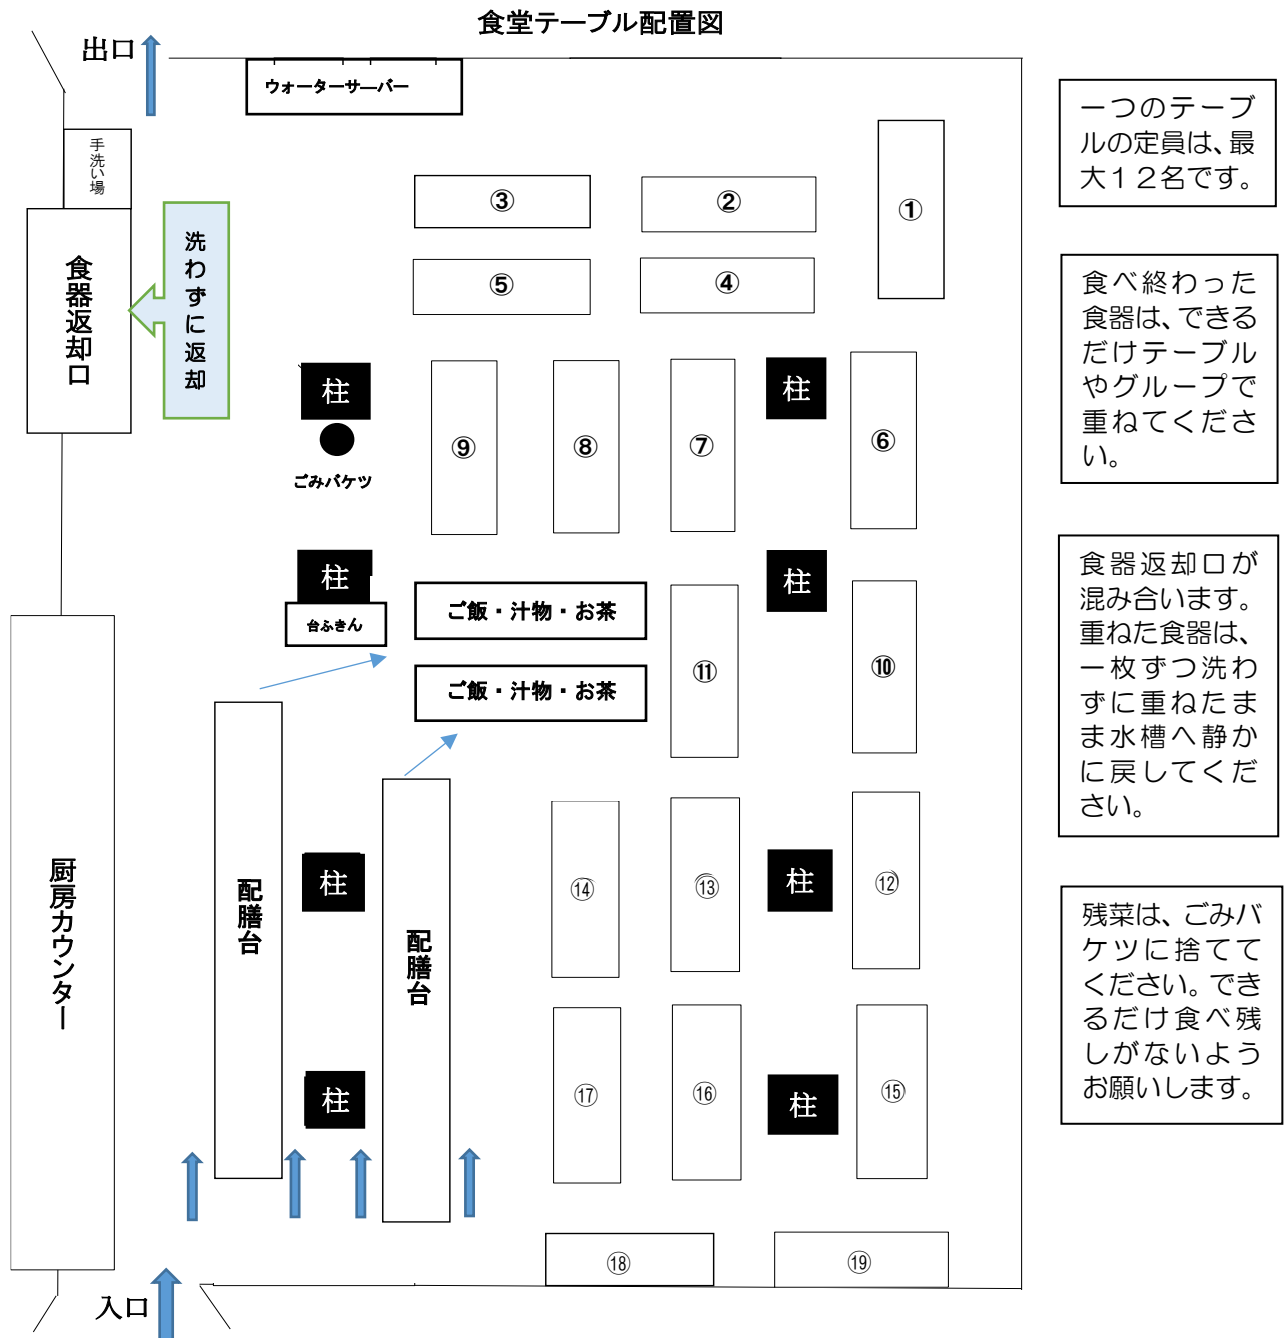 食堂テーブル配置図
出口
ウォーターサーバー
手洗い場
食器返却口
洗わずに返却
③
②
①
⑤
④
柱
柱
ごみバケツ
⑨
⑧
⑦
⑥
柱
柱
台ふきん
ご飯・汁物・お茶
ご飯・汁物・お茶
⑪
⑩
厨房カウンター
配膳台
配膳台
柱
柱
⑭
⑬
⑫
柱
柱
⑰
⑯
⑮
⑱
⑲
入口
一つのテーブ
ルの定員は、最
大12名です。
食べ終わった
食器は、できる
だけテーブル
やグループで
重ねてくださ
い。
食器返却口が
混み合います。
重ねた食器は、
一枚ずつ洗わ
ずに重ねたま
ま水槽へ静か
に戻してくだ
さい。
残菜は、ごみバ
ケツに捨てて
ください。でき
るだけ食べ残
しがないよう
お願いします。